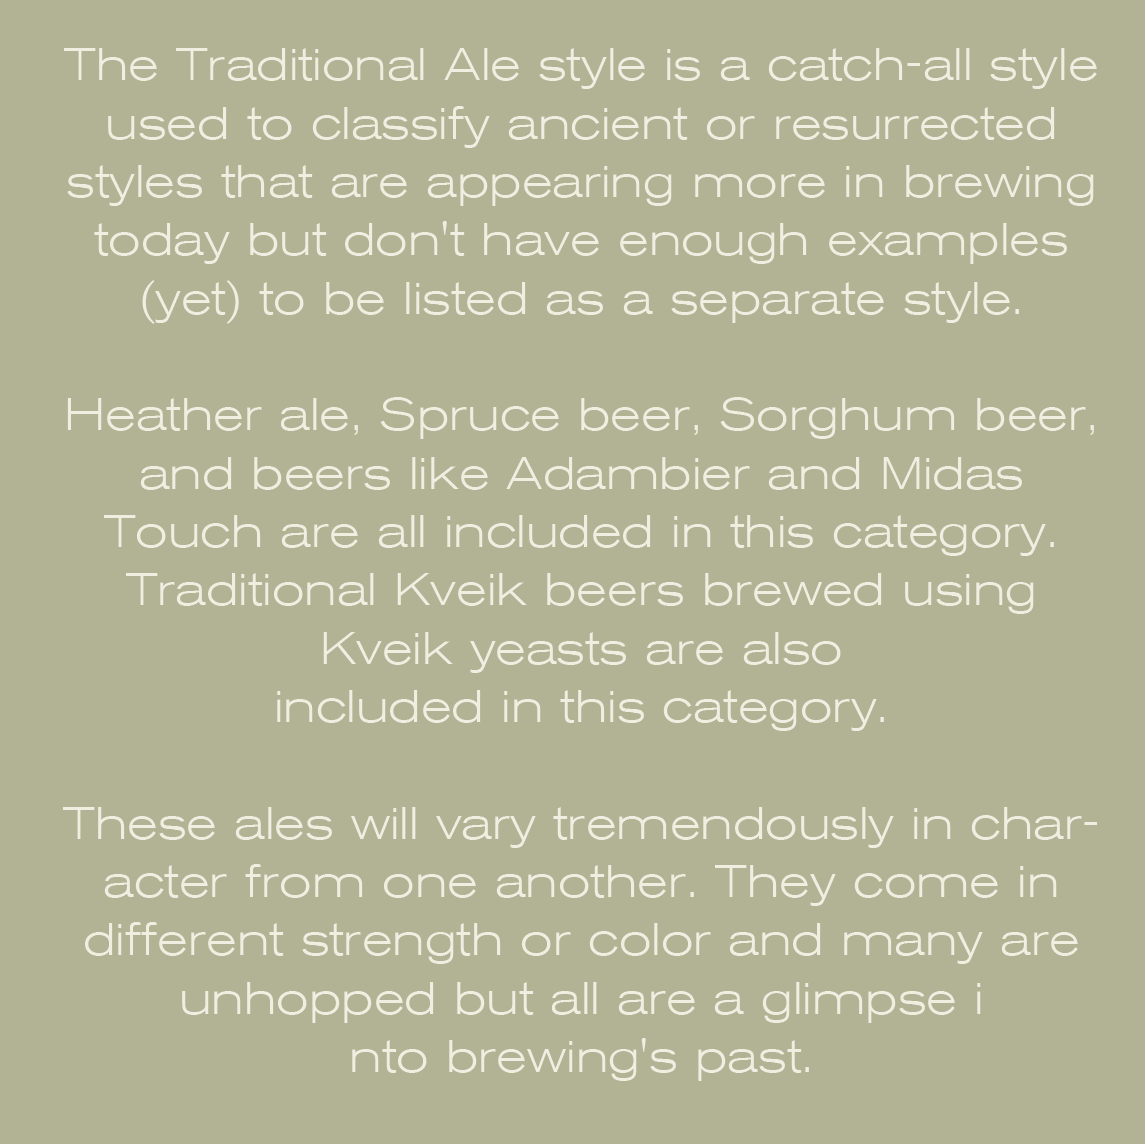 The Traditional Ale style is a catch-all style
used to classify ancient or resurrected
styles that are appearing more in brewing
today but don't have enough examples
(yet) to be listed as a separate style.
Heather ale, Spruce beer, Sorghum beer,
and beers like Adambier and Midas
Touch are all included in this category.
Traditional Kveik beers brewed using
Kveik yeasts are also
included in this category.
These ales will vary tremendously in char-
acter from one another. They come in
different strength or color and many are
unhopped but all are a glimpse i
nto brewing's past.